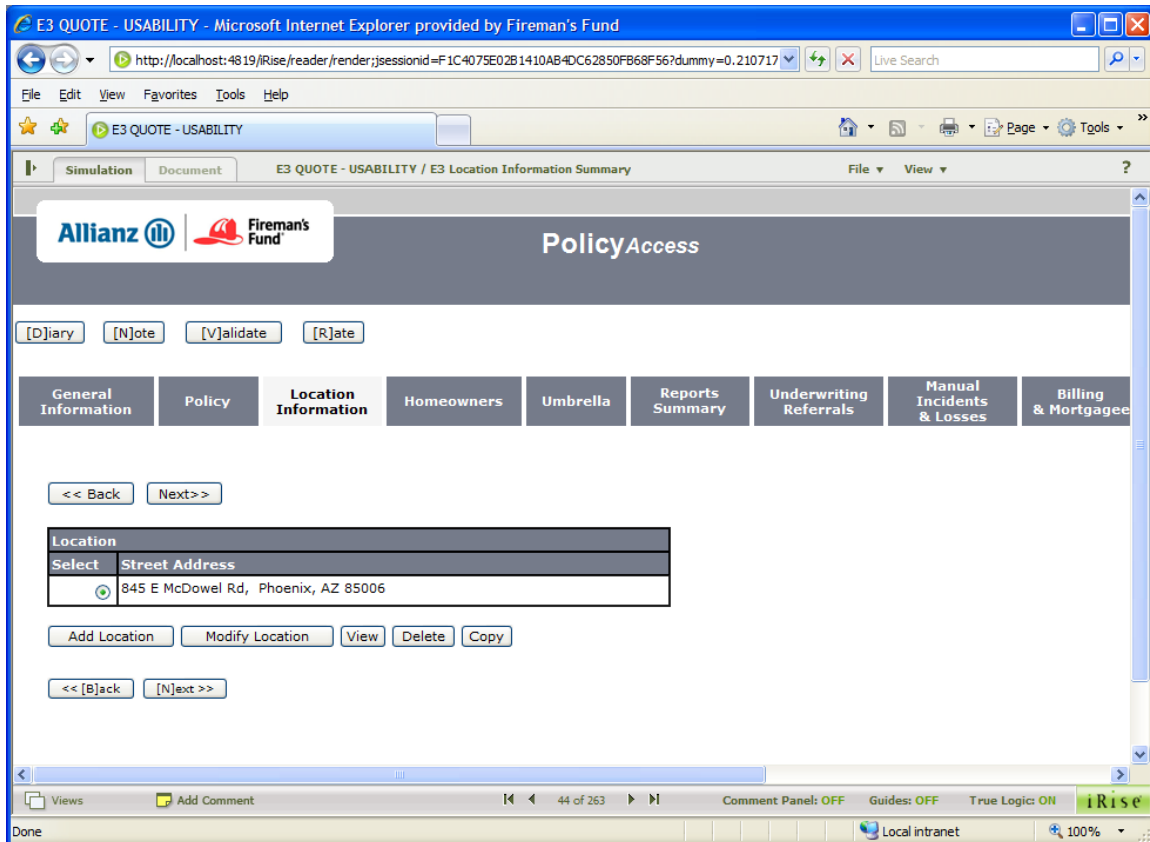 E3 QUOTE - USABILITY - Microsoft Internet Explorer provided by Fireman's Fund
http://localhost:4819/iRise/reader/render;jsessionid=F1C4075E02B1410AB4DC62850FB68F56?dummy=0.210717
Live Search
File Edit View Favorites Tools Help
E3 QUOTE - USABILITY
Page Tools »
Simulation Document E3 QUOTE - USABILITY / E3 Location Information Summary File View ?
Allianz Fireman's Fund
PolicyAccess
[D]iary [N]ote [V]alidate [R]ate
General Information Policy Location Information Homeowners Umbrella Reports Summary Underwriting Referrals Manual Incidents & Losses Billing & Mortgagee
<< Back Next>>
Location
Select Street Address
845 E McDowel Rd, Phoenix, AZ 85006
Add Location Modify Location View Delete Copy
<< [B]ack [N]ext >>
Views Add Comment 44 of 263 Comment Panel: OFF Guides: OFF True Logic: ON iRise
Done Local intranet 100%